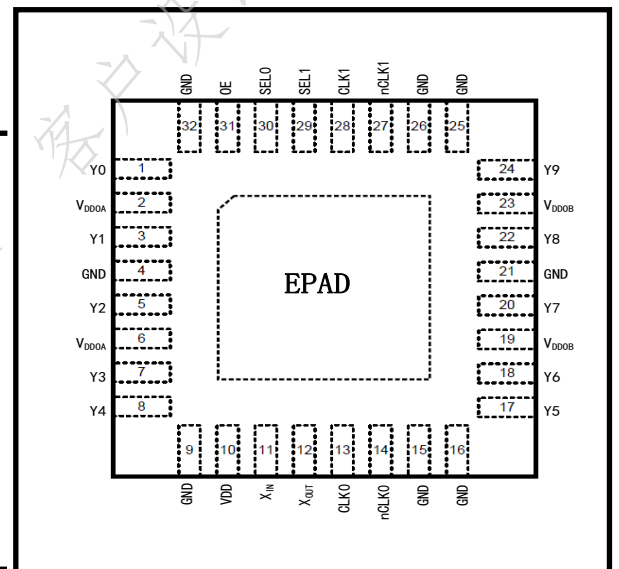 客户设
GND OE SEL0 SEL1 CLK1 nCLK1 GND GND
32 31 30 29 28 27 26 25
Y0 1 24 Y9
VDDOA 2 23 VDDOB
Y1 3 22 Y8
GND 4 21 GND
EPAD
Y2 5 20 Y7
VDDOA 6 19 VDDOB
Y3 7 18 Y6
Y4 8 17 Y5
9 10 11 12 13 14 15 16
GND VDD XIN XOUT CLK0 nCLK0 GND GND